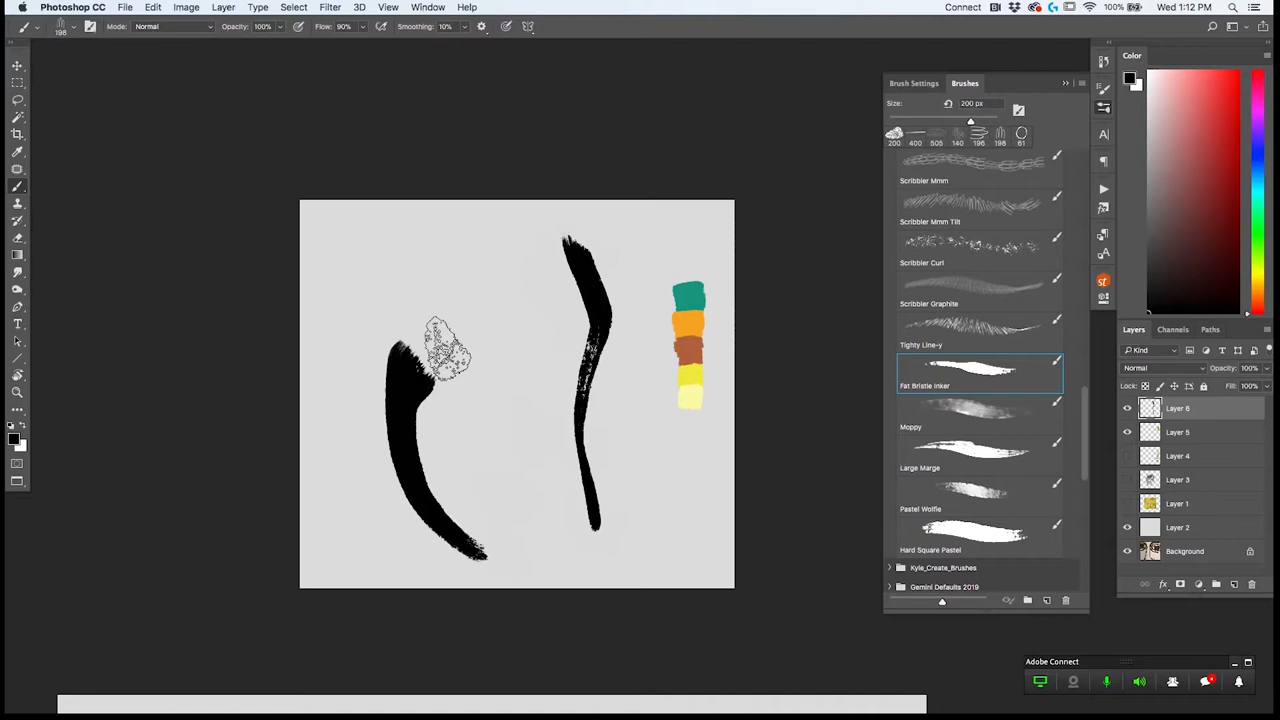 Photoshop CC File Edit Image Layer Type Select Filter 3D View Window Help Connect 100% Wed 1:12 PM
198 Mode: Normal Opacity: 100% Flow: 90% Smoothing: 10%
Brush Settings Brushes
Size: 200 px
200 400 505 140 196 198 61
Scribbler Mmm
Scribbler Mmm Tilt
Scribbler Curl
Scribbler Graphite
Tighty Line-y
Fat Bristle Inker
Moppy
Large Marge
Pastel Wolfie
Hard Square Pastel
Kyle_Create_Brushes
Gemini Defaults 2019
Color
Layers Channels Paths
Kind
Normal Opacity: 100%
Lock: Fill: 100%
Layer 6
Layer 5
Layer 4
Layer 3
Layer 1
Layer 2
Background
Adobe Connect